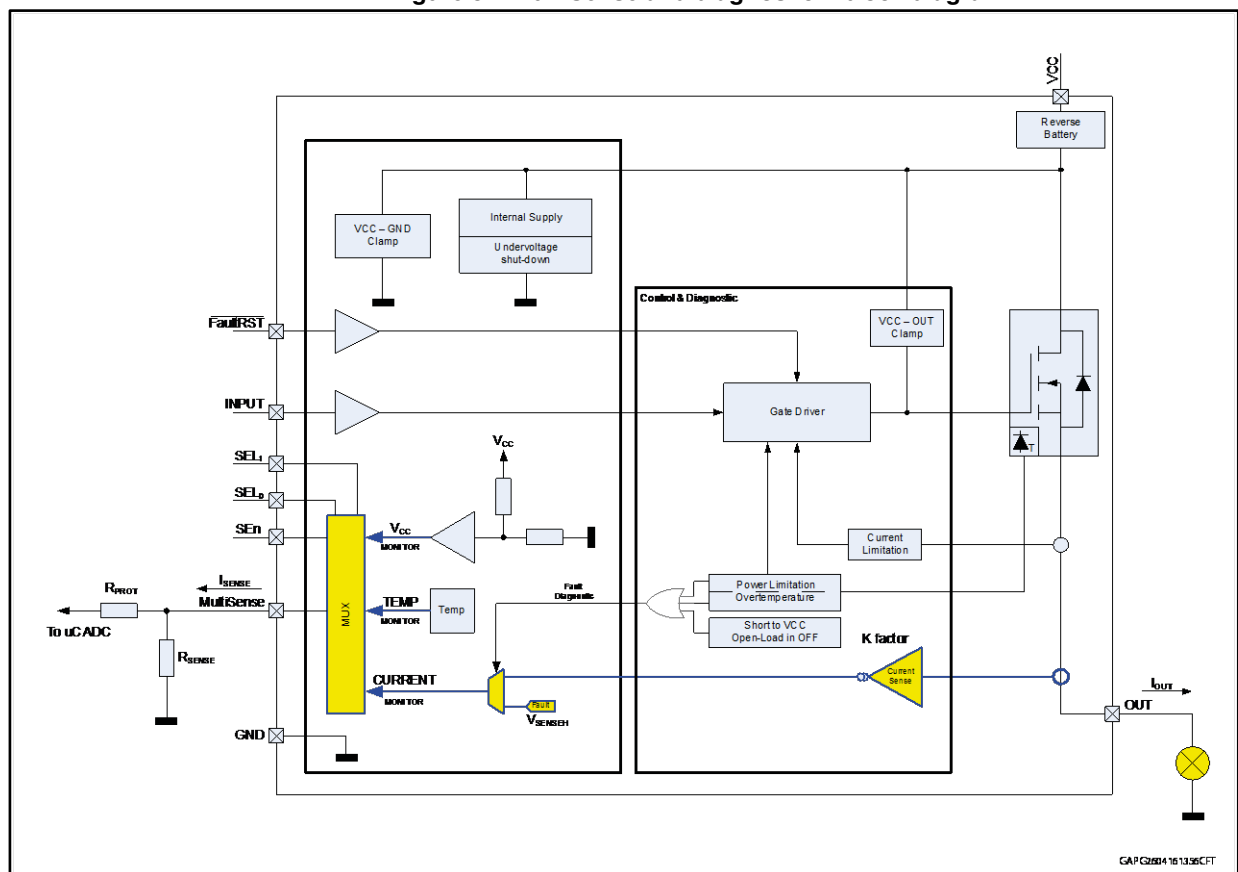 VCC
Reverse
Battery
VCC – GND
Clamp
Internal Supply
Undervoltage
shut-down
Control & Diagnostic
VCC – OUT
Clamp
FaultRST
INPUT
Gate Driver
T
SEL1
SEL0
SEn
VCC
VCC
MONITOR
Current
Limitation
ISENSE
RPROT
MultiSense
To uC ADC
RSENSE
MUX
TEMP
MONITOR
Temp
Fault
Diagnostic
Power Limitation
Overtemperature
Short to VCC
Open-Load in OFF
K factor
Current
Sense
CURRENT
MONITOR
Fault
VSENSEH
IOUT
OUT
GND